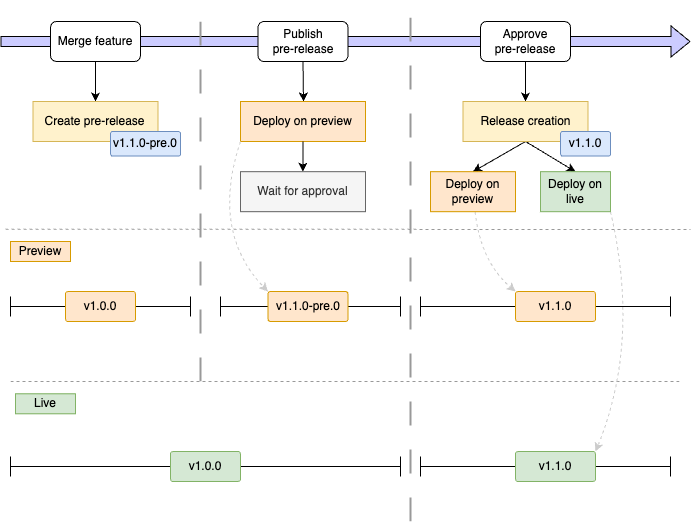 Merge feature
Publish
pre-release
Approve
pre-release
Create pre-release
v1.1.0-pre.0
Deploy on preview
Wait for approval
Release creation
v1.1.0
Deploy on
preview
Deploy on
live
Preview
v1.0.0
v1.1.0-pre.0
v1.1.0
Live
v1.0.0
v1.1.0